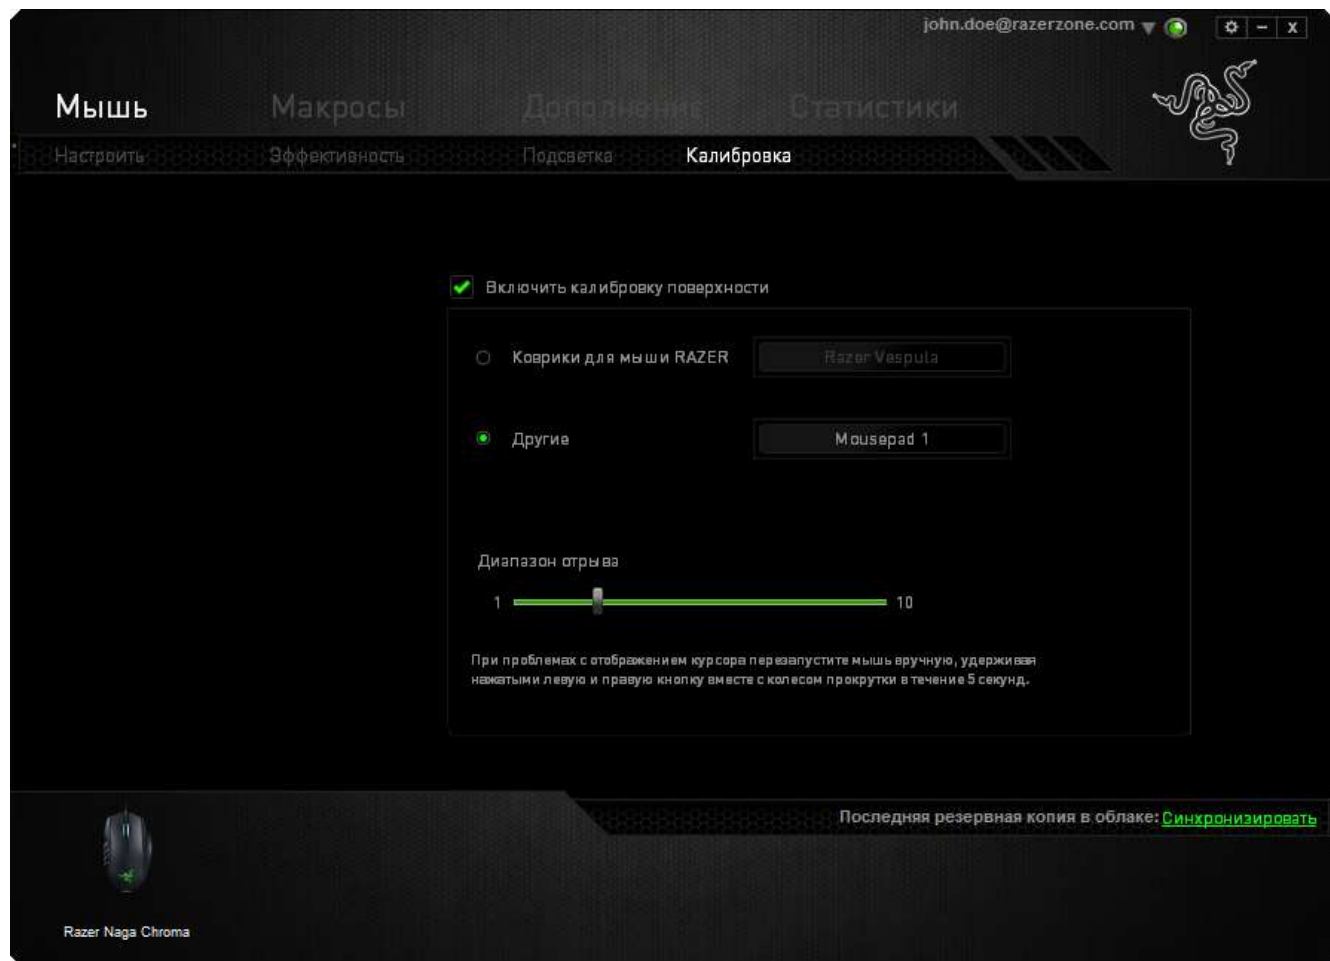 john.doe@razerzone.com
Мышь Макросы Дополнение Статистики
Настроить Эффективность Подсветка Калибровка
Включить калибровку поверхности
Коврики для мыши RAZER Razer Vespula
Другие Mousepad 1
Диапазон отрыва
1 10
При проблемах с отображением курсора перезапустите мышь вручную, удерживая
нажатыми левую и правую кнопку вместе с колесом прокрутки в течение 5 секунд.
Последняя резервная копия в облаке: Синхронизировать
Razer Naga Chroma